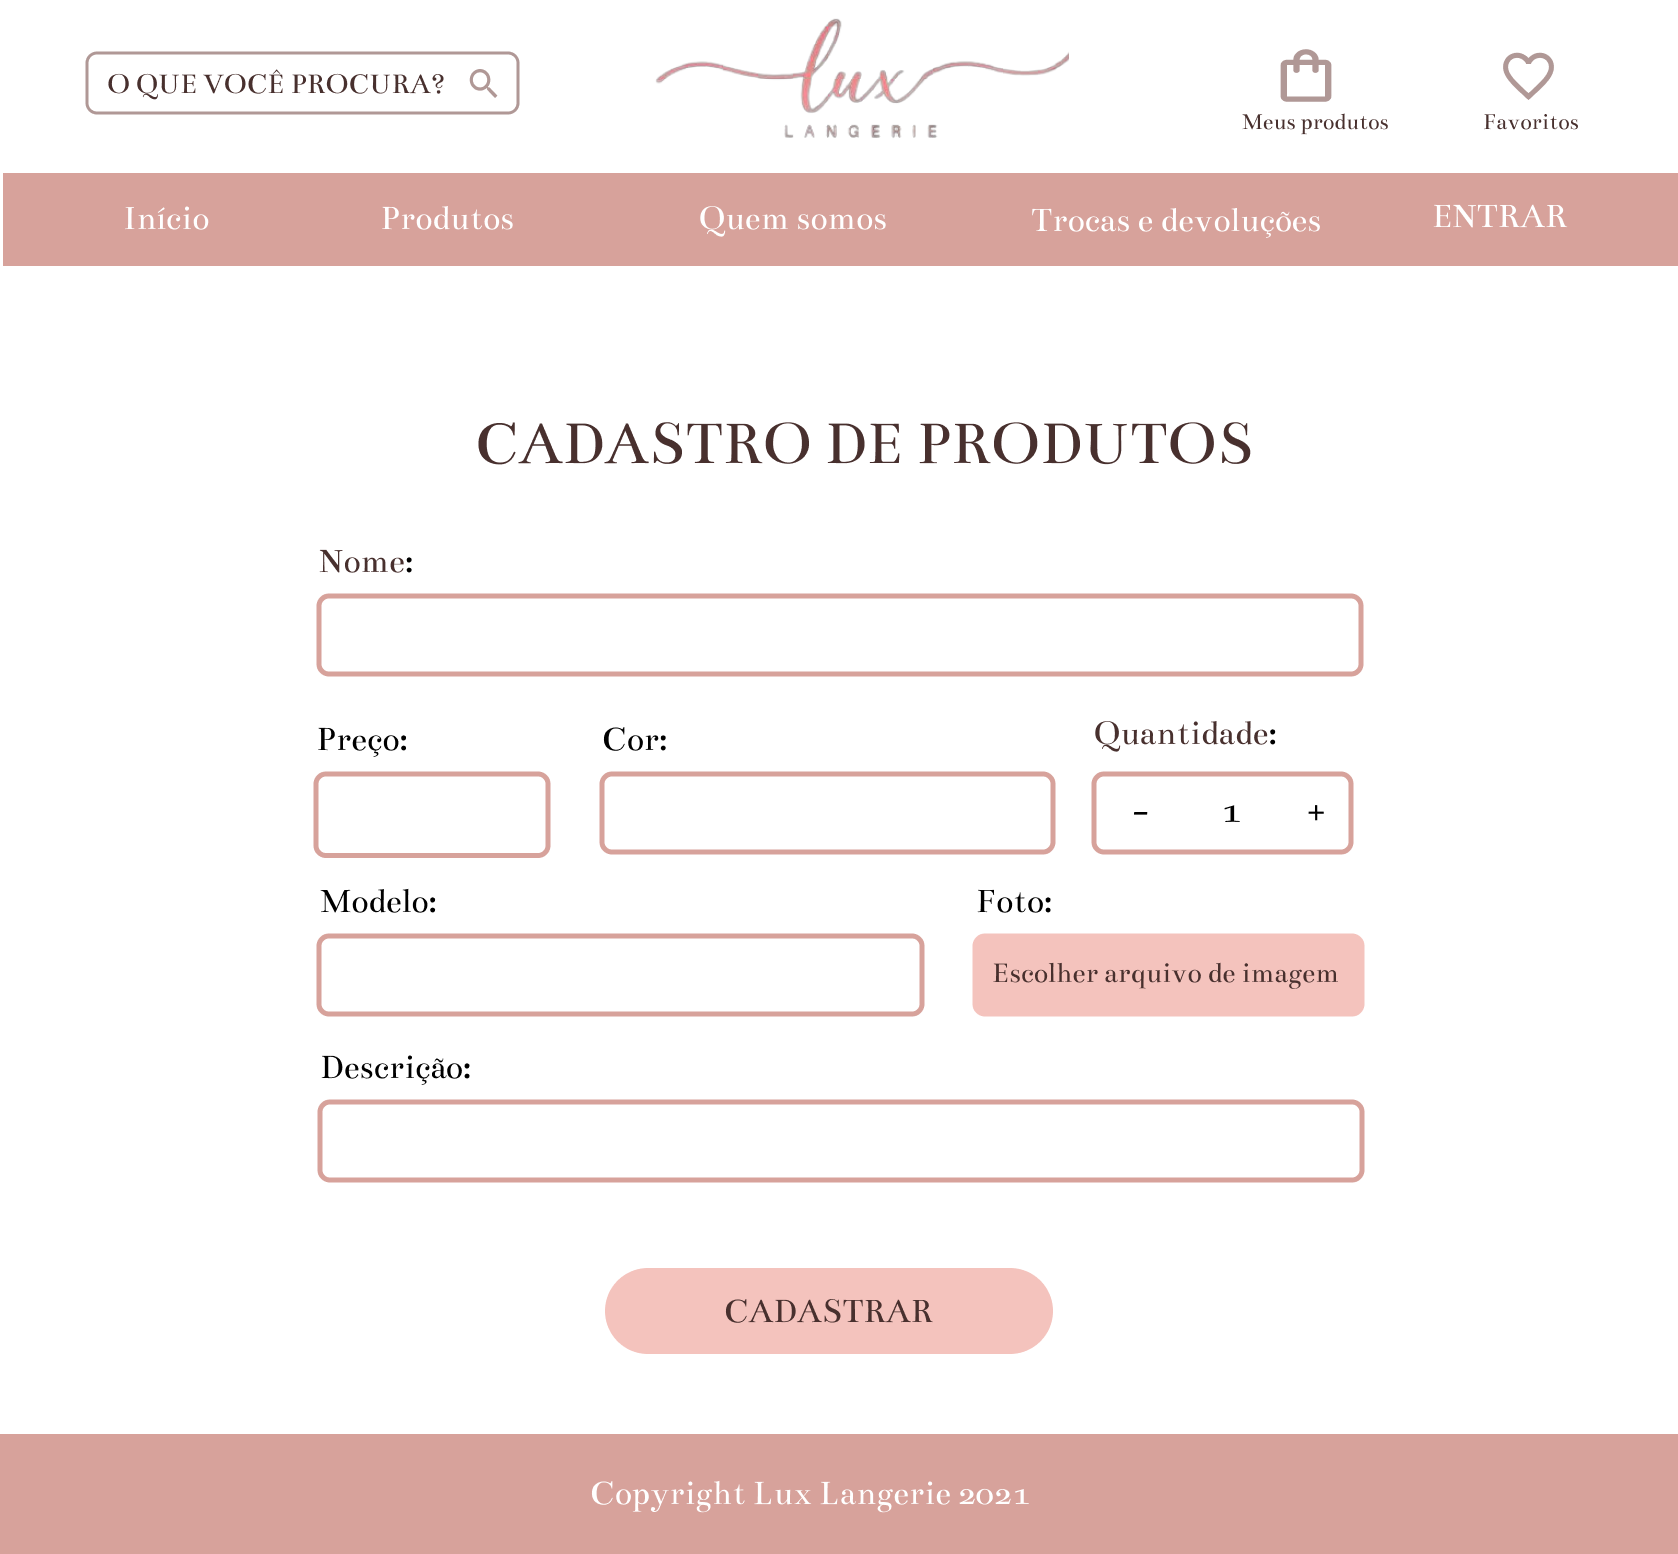 O QUE VOCÊ PROCURA?
lux
LANGERIE
Meus produtos
Favoritos
Início
Produtos
Quem somos
Trocas e devoluções
ENTRAR
CADASTRO DE PRODUTOS
Nome:
Preço:
Cor:
Quantidade:
- 1 +
Modelo:
Foto:
Escolher arquivo de imagem
Descrição:
CADASTRAR
Copyright Lux Langerie 2021